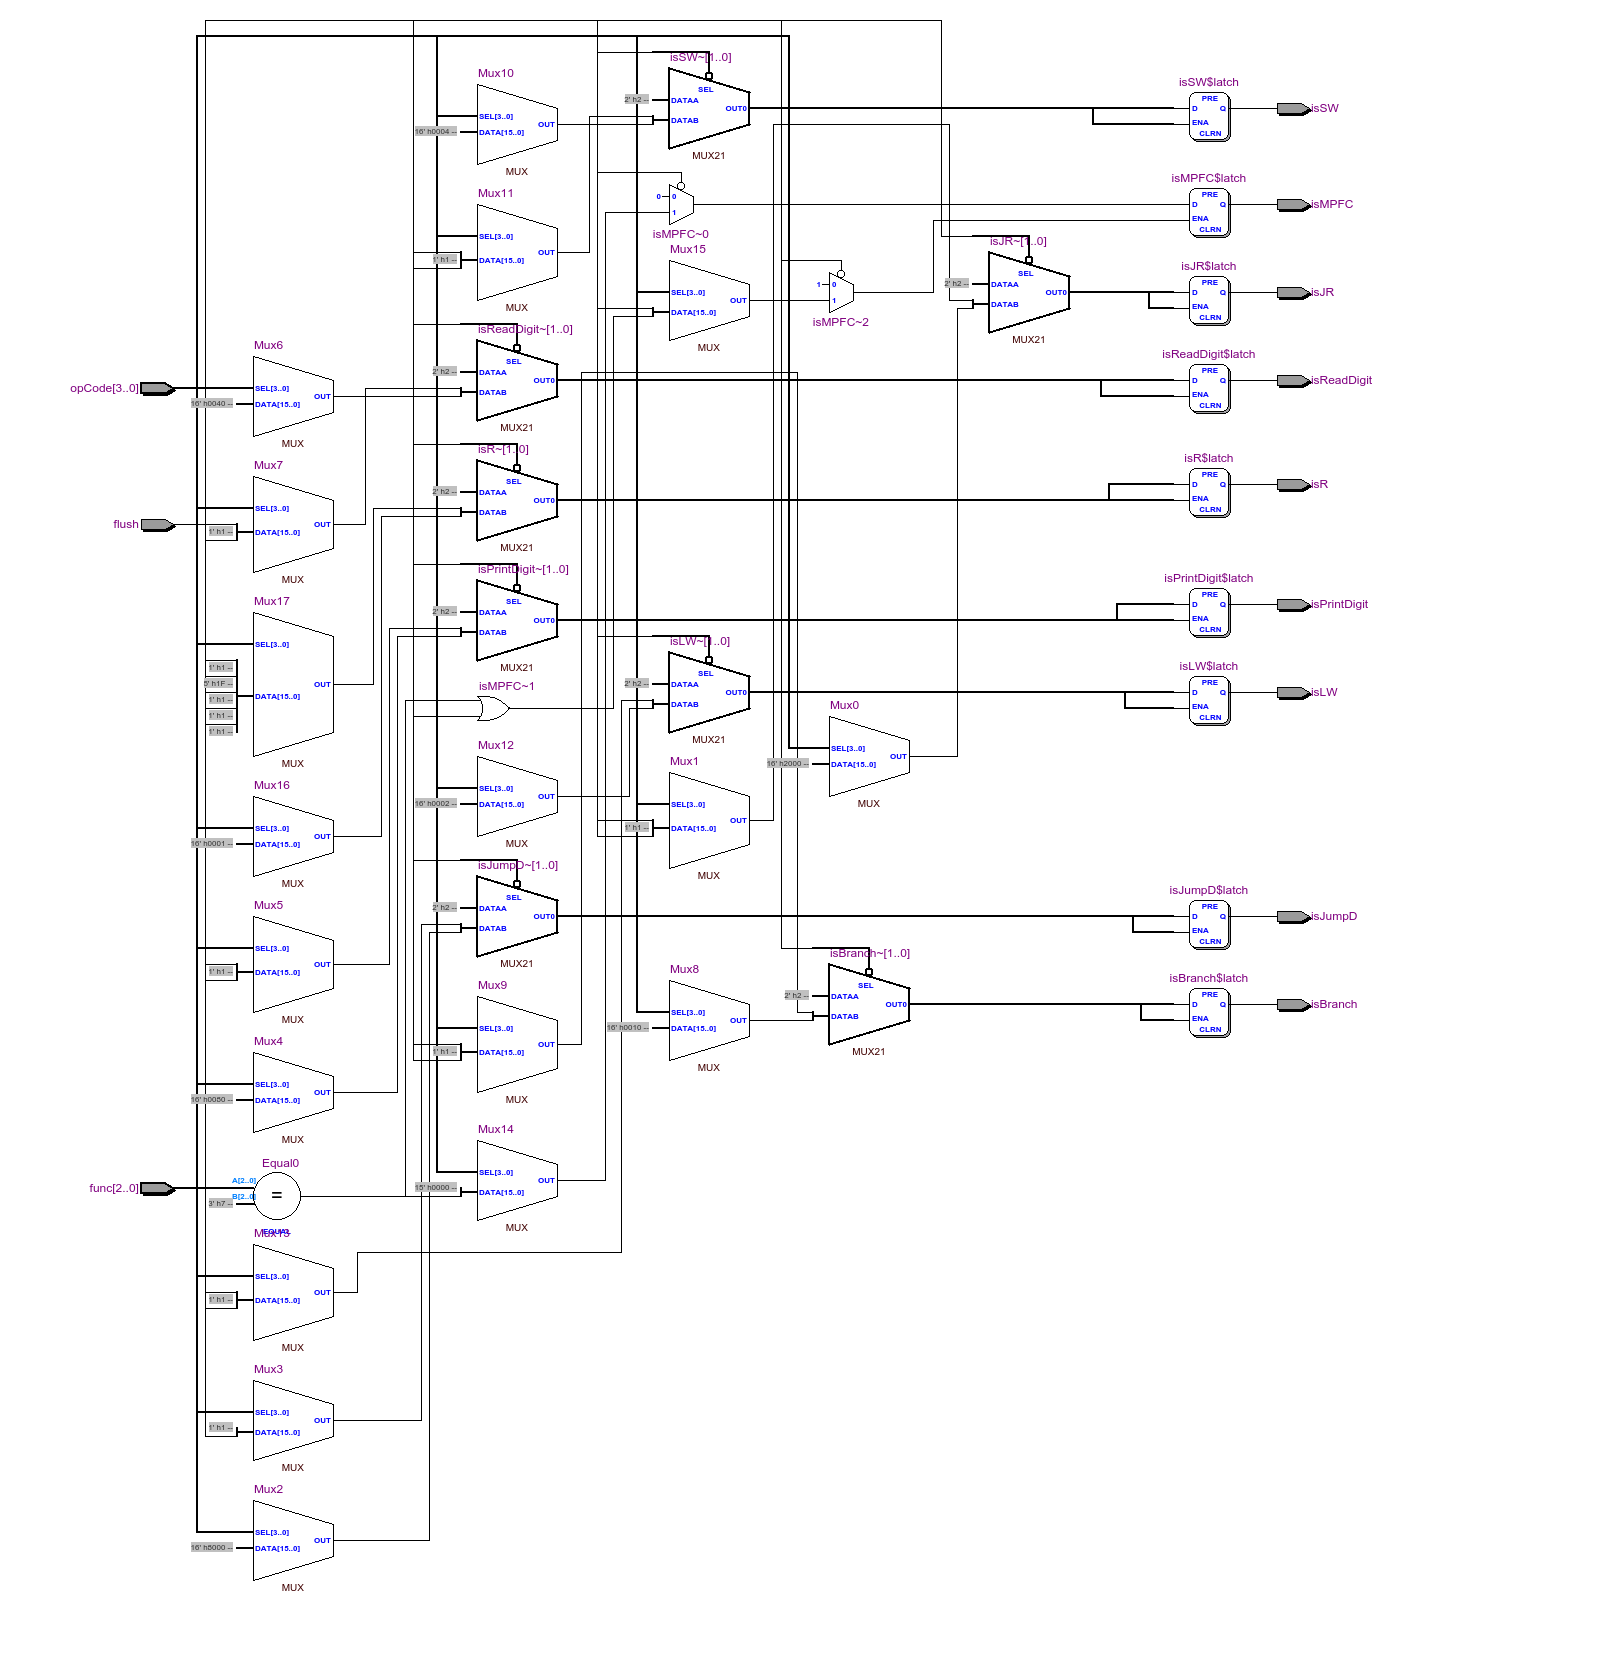 isSW~[1..0]
SEL
2' h2 --
DATAA
DATAB
OUT0
MUX21
Mux10
SEL[3..0]
16' h0004 --
DATA[15..0]
OUT
MUX
isSW$latch
PRE
D
Q
ENA
CLRN
isSW
Mux11
SEL[3..0]
1' h1 --
DATA[15..0]
OUT
MUX
0
0
1
isMPFC~0
isMPFC$latch
PRE
D
Q
ENA
CLRN
isMPFC
Mux15
SEL[3..0]
DATA[15..0]
OUT
MUX
1
0
1
isMPFC~2
isJR~[1..0]
SEL
2' h2 --
DATAA
DATAB
OUT0
MUX21
isJR$latch
PRE
D
Q
ENA
CLRN
isJR
Mux6
opCode[3..0]
SEL[3..0]
16' h0040 --
DATA[15..0]
OUT
MUX
isReadDigit~[1..0]
SEL
2' h2 --
DATAA
DATAB
OUT0
MUX21
isReadDigit$latch
PRE
D
Q
ENA
CLRN
isReadDigit
Mux7
flush
SEL[3..0]
1' h1 --
DATA[15..0]
OUT
MUX
isR~[1..0]
SEL
2' h2 --
DATAA
DATAB
OUT0
MUX21
isR$latch
PRE
D
Q
ENA
CLRN
isR
Mux17
SEL[3..0]
1' h1 --
5' h1F --
1' h1 --
1' h1 --
1' h1 --
DATA[15..0]
OUT
MUX
isPrintDigit~[1..0]
SEL
2' h2 --
DATAA
DATAB
OUT0
MUX21
isPrintDigit$latch
PRE
D
Q
ENA
CLRN
isPrintDigit
isMPFC~1
isLW~[1..0]
SEL
2' h2 --
DATAA
DATAB
OUT0
MUX21
isLW$latch
PRE
D
Q
ENA
CLRN
isLW
Mux0
SEL[3..0]
16' h2000 --
DATA[15..0]
OUT
MUX
Mux16
SEL[3..0]
16' h0001 --
DATA[15..0]
OUT
MUX
Mux12
SEL[3..0]
16' h0002 --
DATA[15..0]
OUT
MUX
Mux1
SEL[3..0]
1' h1 --
DATA[15..0]
OUT
MUX
Mux5
SEL[3..0]
1' h1 --
DATA[15..0]
OUT
MUX
isJumpD~[1..0]
SEL
2' h2 --
DATAA
DATAB
OUT0
MUX21
isJumpD$latch
PRE
D
Q
ENA
CLRN
isJumpD
Mux4
SEL[3..0]
16' h0080 --
DATA[15..0]
OUT
MUX
Mux9
SEL[3..0]
1' h1 --
DATA[15..0]
OUT
MUX
Mux8
SEL[3..0]
16' h0010 --
DATA[15..0]
OUT
MUX
isBranch~[1..0]
SEL
2' h2 --
DATAA
DATAB
OUT0
MUX21
isBranch$latch
PRE
D
Q
ENA
CLRN
isBranch
Equal0
func[2..0]
A[2..0]
B[2..0]
3' h7 --
=
EQUAL
Mux14
SEL[3..0]
15' h0000 --
DATA[15..0]
OUT
MUX
Mux13
SEL[3..0]
1' h1 --
DATA[15..0]
OUT
MUX
Mux3
SEL[3..0]
1' h1 --
DATA[15..0]
OUT
MUX
Mux2
SEL[3..0]
16' h8000 --
DATA[15..0]
OUT
MUX